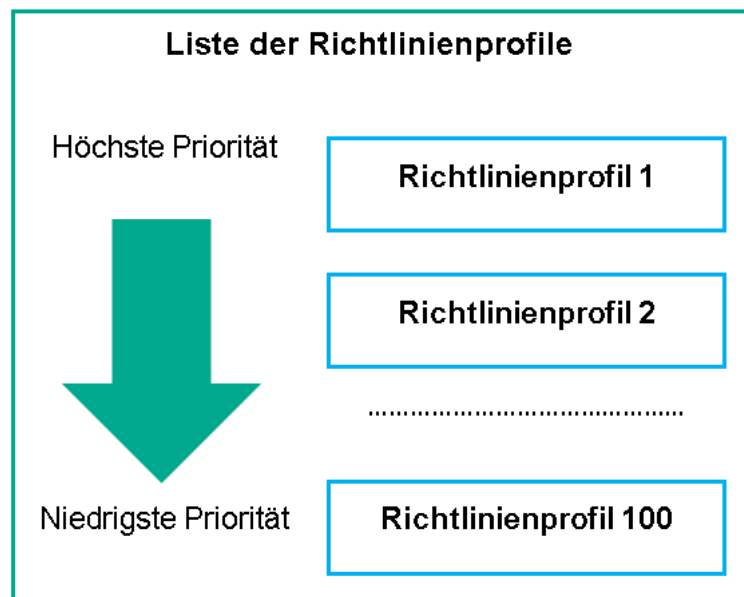 Liste der Richtlinienprofile
Höchste Priorität
Richtlinienprofil 1
Richtlinienprofil 2
................................................
Niedrigste Priorität
Richtlinienprofil 100